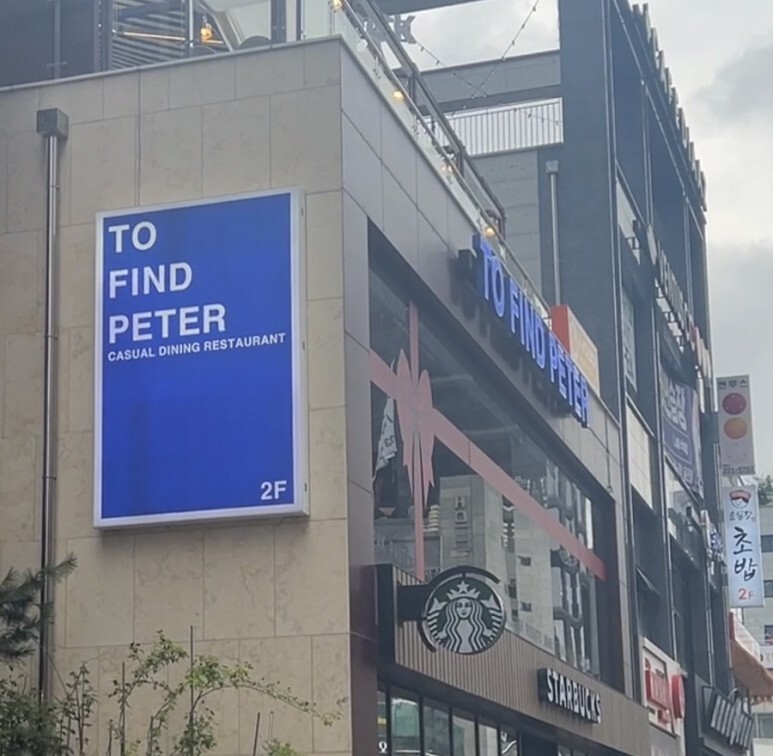 TO
FIND
PETER
CASUAL DINING RESTAURANT
2F
TO FIND PETER
STARBUCKS
초밥
2F